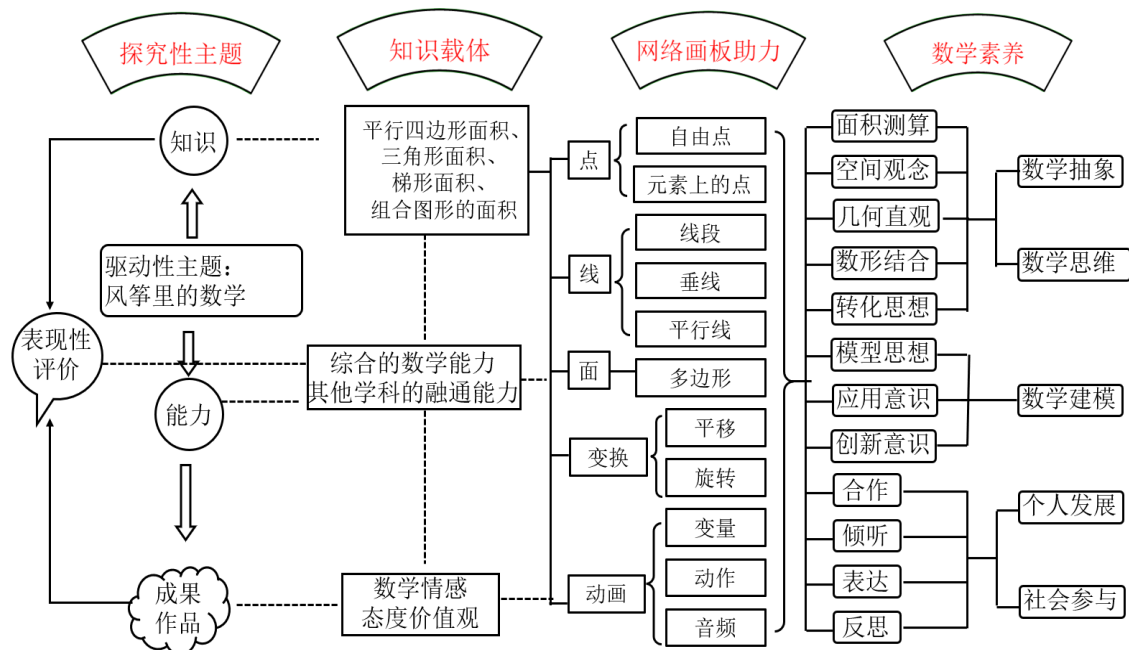 探究性主题
知识载体
网络画板助力
数学素养
知识
驱动性主题：
风筝里的数学
表现性
评价
能力
成果
作品
平行四边形面积、
三角形面积、
梯形面积、
组合图形的面积
综合的数学能力
其他学科的融通能力
数学情感
态度价值观
点
自由点
元素上的点
线
线段
垂线
平行线
面
多边形
变换
平移
旋转
动画
变量
动作
音频
面积测算
空间观念
几何直观
数形结合
转化思想
模型思想
应用意识
创新意识
合作
倾听
表达
反思
数学抽象
数学思维
数学建模
个人发展
社会参与